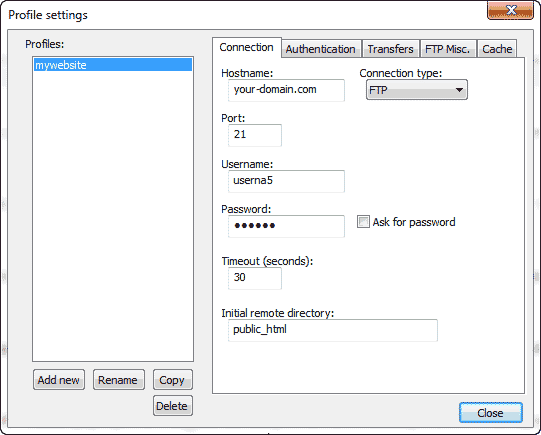 Profile settings
Profiles:
mywebsite
Add new
Rename
Copy
Delete
Connection
Authentication
Transfers
FTP Misc.
Cache
Hostname:
your-domain.com
Connection type:
FTP
Port:
21
Username:
userna5
Password:
●●●●●●
Ask for password
Timeout (seconds):
30
Initial remote directory:
public_html
Close